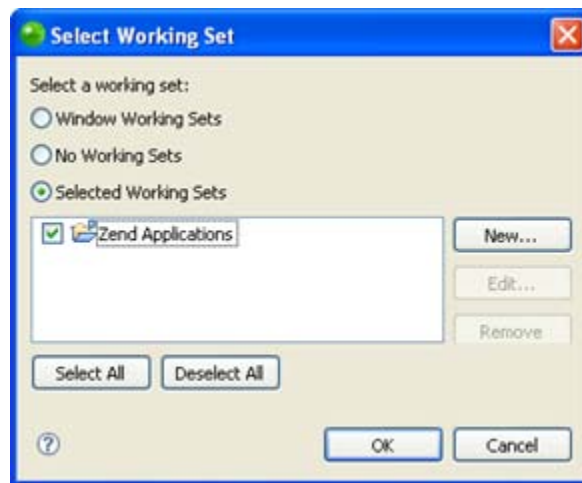 Select Working Set
Select a working set:
Window Working Sets
No Working Sets
Selected Working Sets
Zend Applications
New...
Edit...
Remove
Select All
Deselect All
OK
Cancel